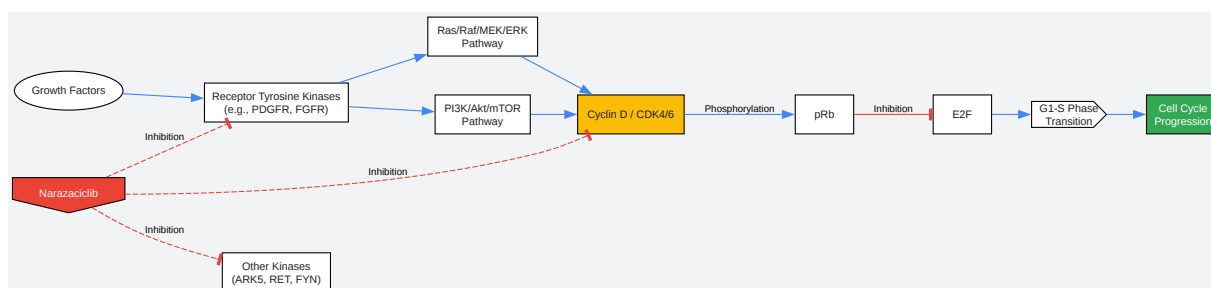 Ras/Raf/MEK/ERK
Pathway
Growth Factors
Receptor Tyrosine Kinases
(e.g., PDGFR, FGFR)
PI3K/Akt/mTOR
Pathway
Cyclin D / CDK4/6
Phosphorylation
pRb
Inhibition
E2F
G1-S Phase
Transition
Cell Cycle
Progression
Inhibition
Narazaciclib
Inhibition
Inhibition
Other Kinases
(ARK5, RET, FYN)